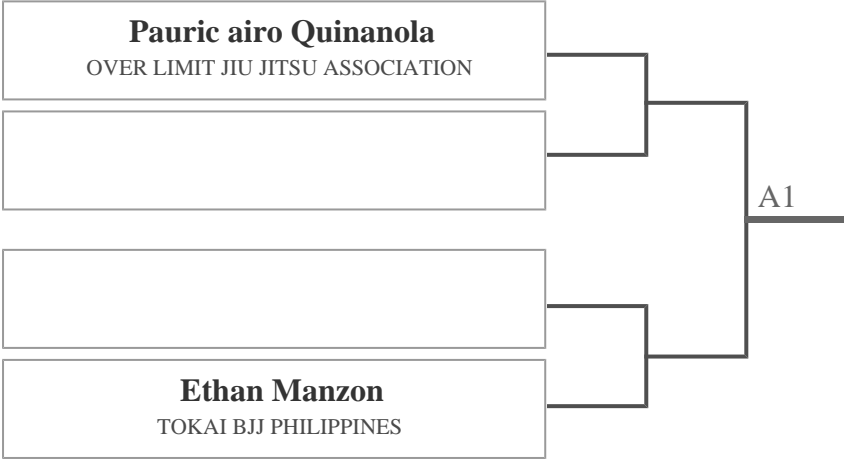 Pauric airo Quinanola
OVER LIMIT JIU JITSU ASSOCIATION
A1
Ethan Manzon
TOKAI BJJ PHILIPPINES